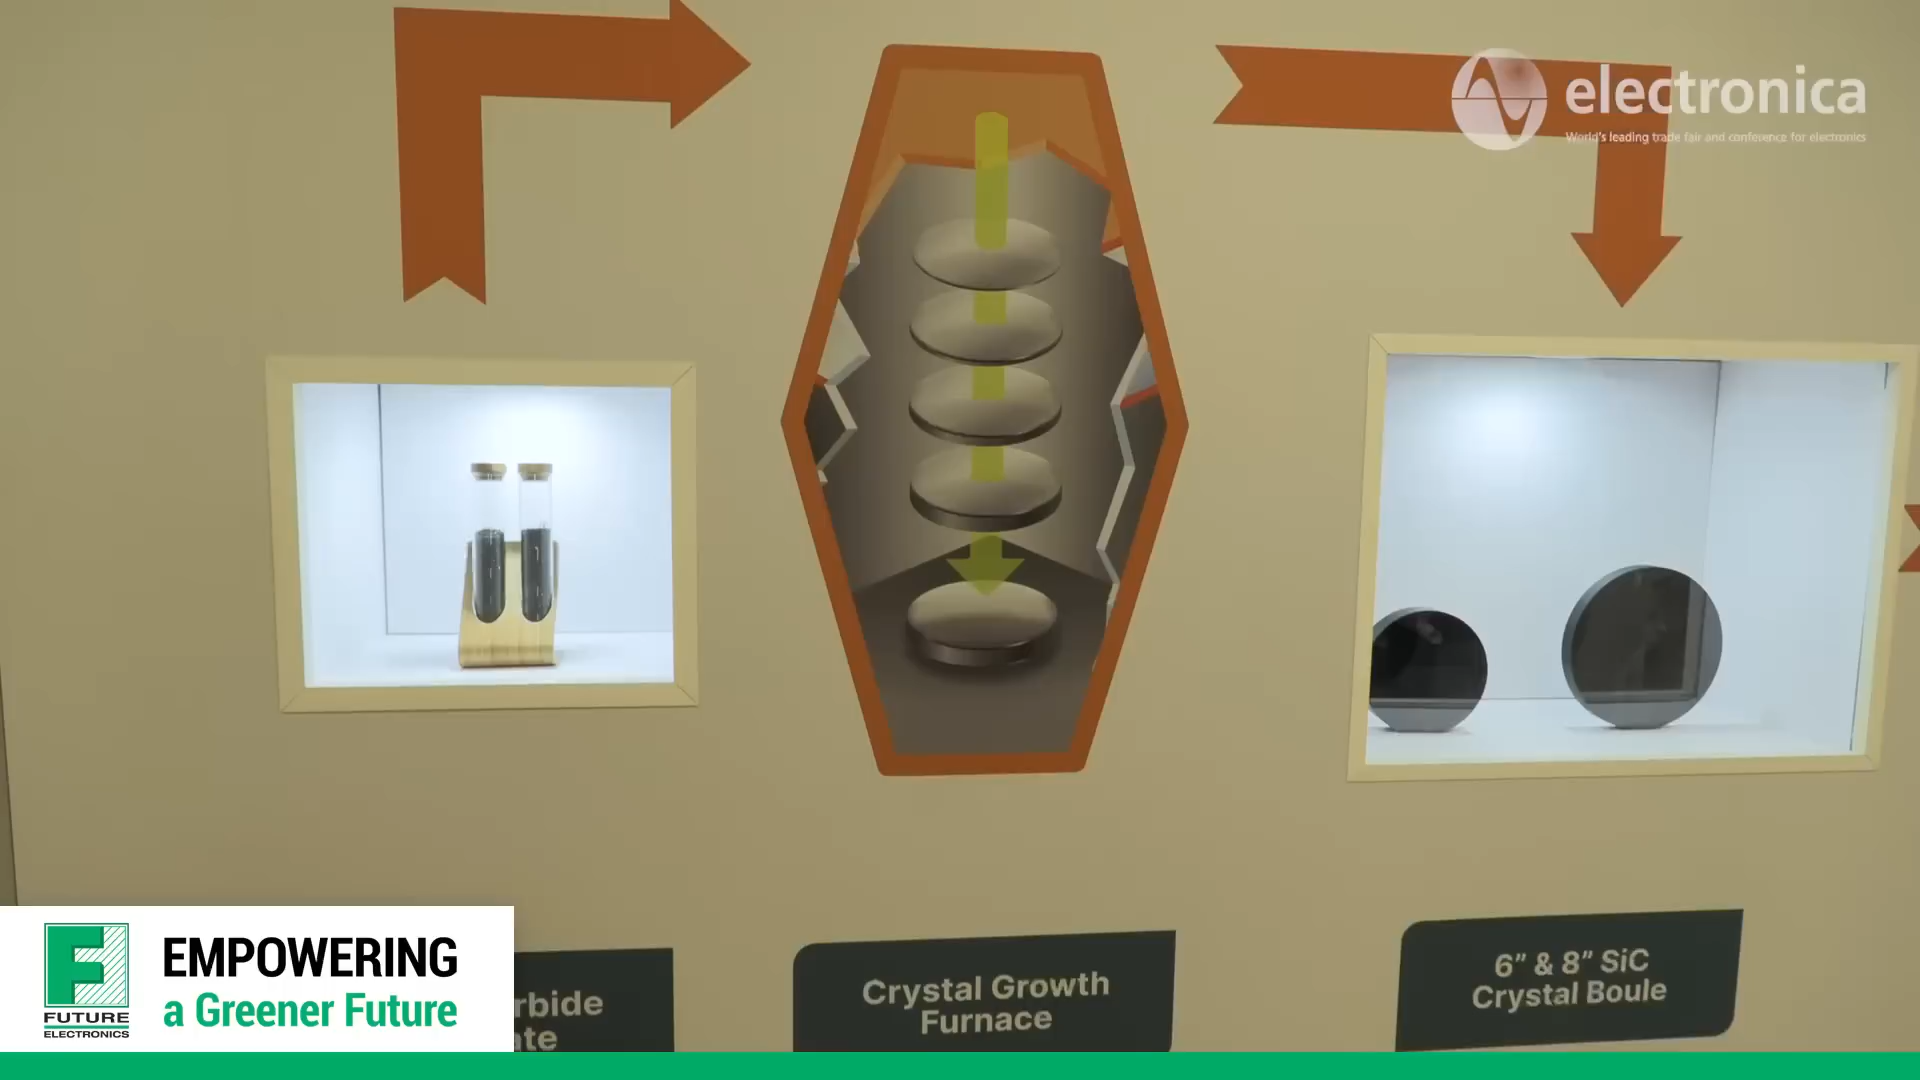 electronica
World's leading trade fair and conference for electronics
Crystal Growth
Furnace
6” & 8” SiC
Crystal Boule
rbide
ate
F
FUTURE
ELECTRONICS
EMPOWERING
a Greener Future